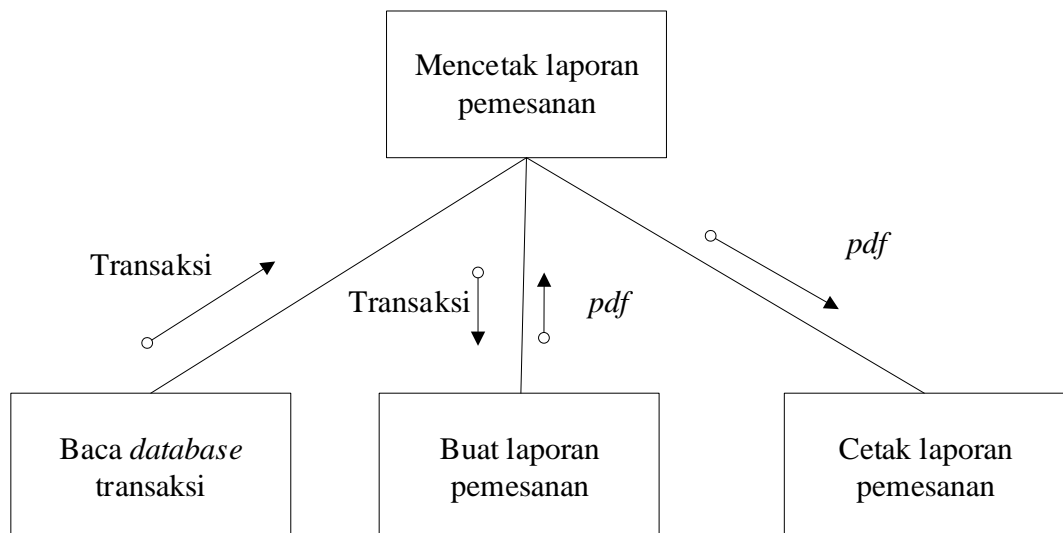 Mencetak laporan
pemesanan
Transaksi
Transaksi
pdf
pdf
Baca database
transaksi
Buat laporan
pemesanan
Cetak laporan
pemesanan